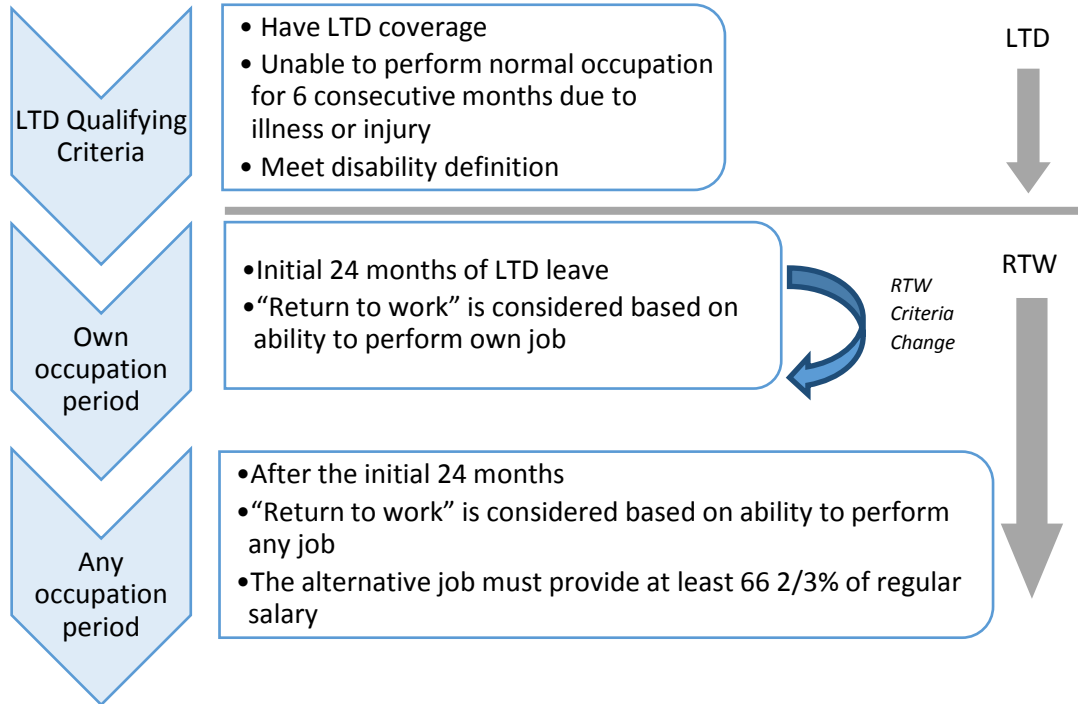 LTD Qualifying
Criteria
• Have LTD coverage
• Unable to perform normal occupation
for 6 consecutive months due to
illness or injury
• Meet disability definition
LTD
Own
occupation
period
•Initial 24 months of LTD leave
•“Return to work” is considered based on
ability to perform own job
RTW
Criteria
Change
RTW
Any
occupation
period
•After the initial 24 months
•“Return to work” is considered based on ability to perform
any job
•The alternative job must provide at least 66 2/3% of regular
salary